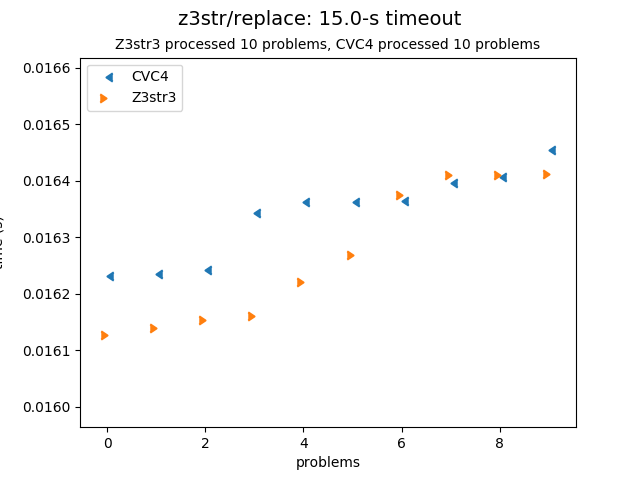 z3str/replace: 15.0-s timeout
Z3str3 processed 10 problems, CVC4 processed 10 problems
CVC4
Z3str3
0.0166
0.0165
0.0164
0.0163
0.0162
0.0161
0.0160
time (s)
0 2 4 6 8
problems